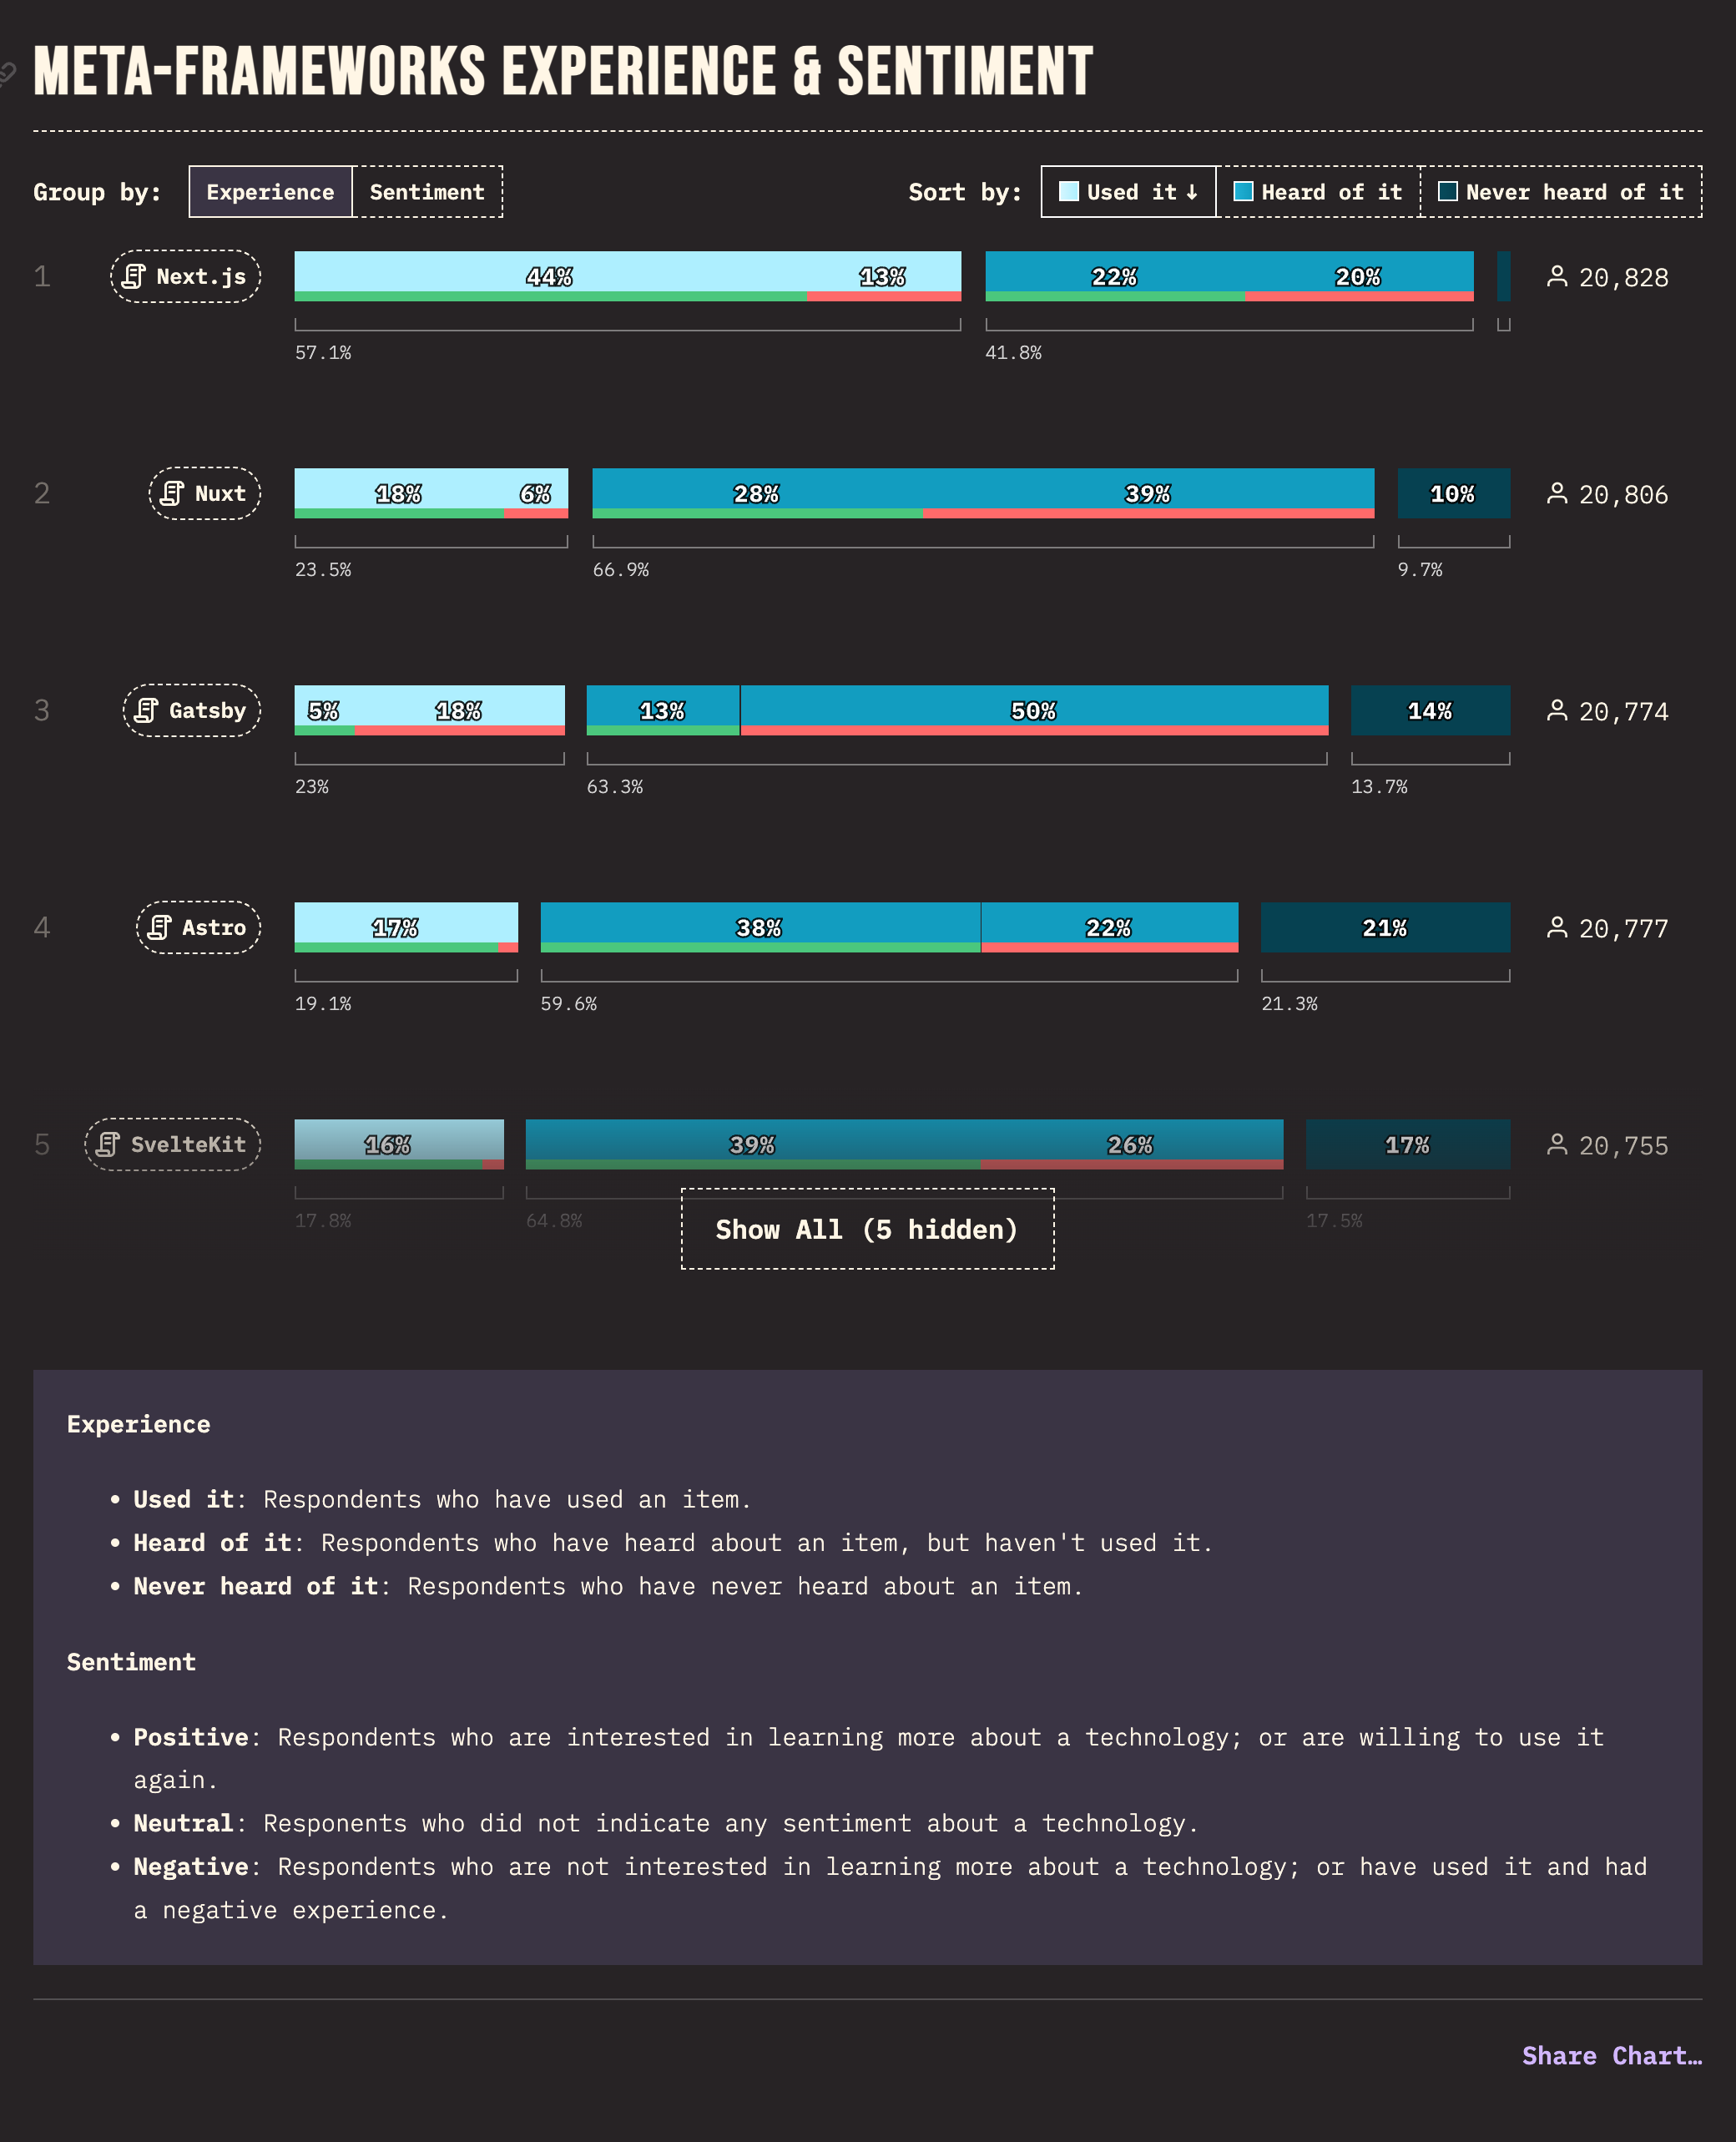 META-FRAMEWORKS EXPERIENCE & SENTIMENT
Group by: Experience Sentiment Sort by: Used it ↓ Heard of it Never heard of it
1 Next.js 44% 13% 22% 20% 20,828
57.1% 41.8%
2 Nuxt 18% 6% 28% 39% 10% 20,806
23.5% 66.9% 9.7%
3 Gatsby 5% 18% 13% 50% 14% 20,774
23% 63.3% 13.7%
4 Astro 17% 38% 22% 21% 20,777
19.1% 59.6% 21.3%
5 SvelteKit 16% 39% 26% 17% 20,755
17.8% 64.8% 17.5%
Show All (5 hidden)
Experience
• Used it: Respondents who have used an item.
• Heard of it: Respondents who have heard about an item, but haven't used it.
• Never heard of it: Respondents who have never heard about an item.
Sentiment
• Positive: Respondents who are interested in learning more about a technology; or are willing to use it
again.
• Neutral: Responents who did not indicate any sentiment about a technology.
• Negative: Respondents who are not interested in learning more about a technology; or have used it and had
a negative experience.
Share Chart…